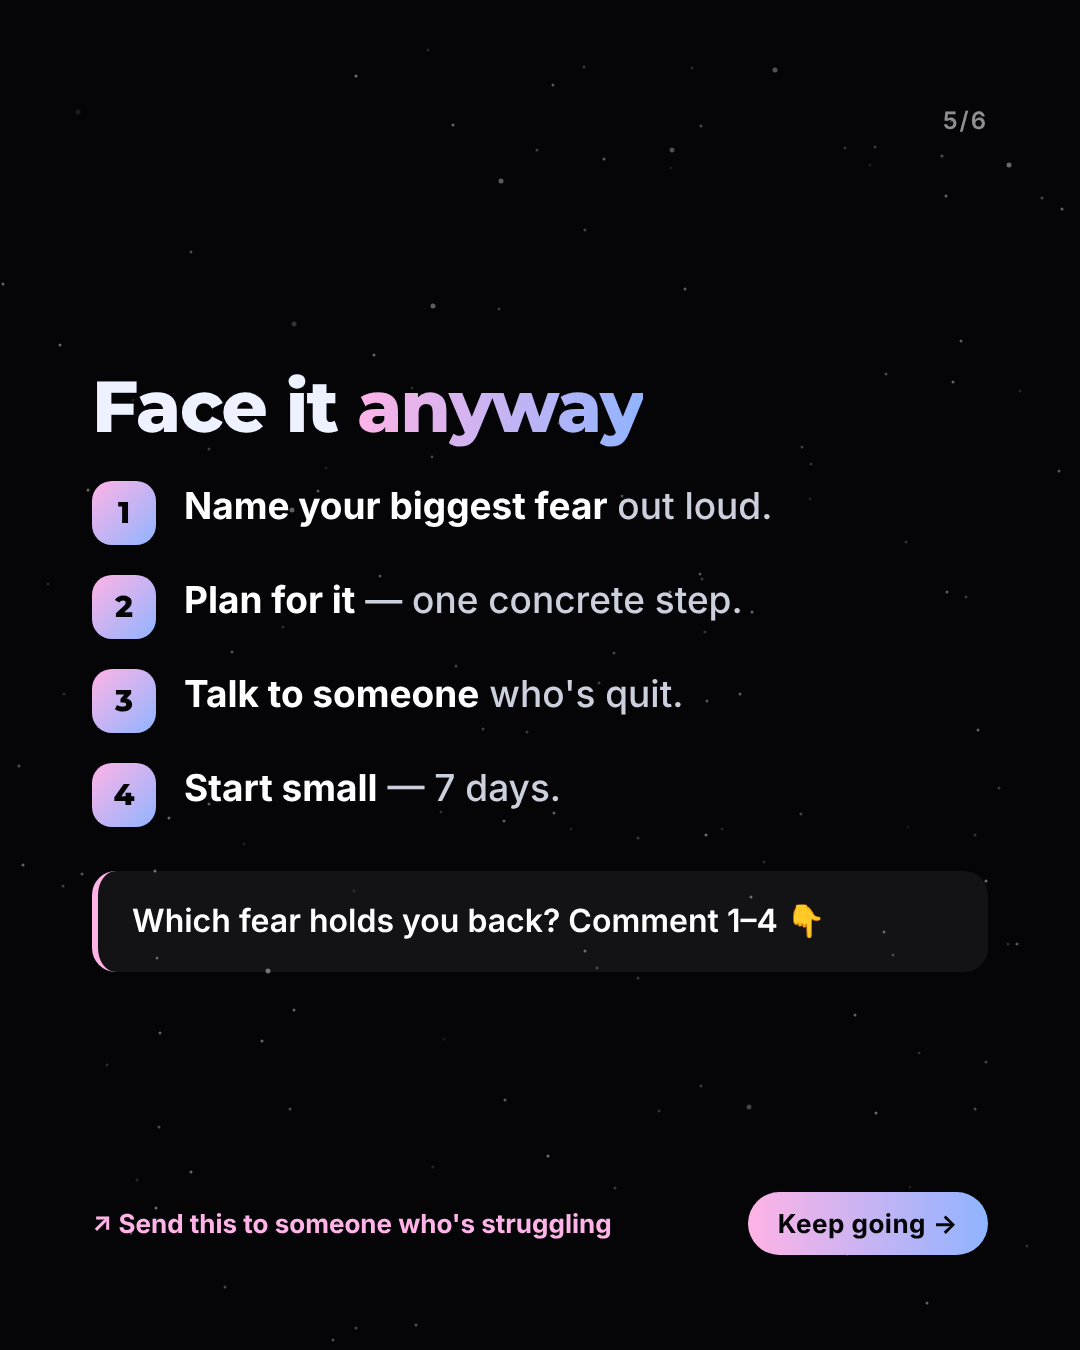 5/6
Face it anyway
1 Name your biggest fear out loud.
2 Plan for it — one concrete step.
3 Talk to someone who's quit.
4 Start small — 7 days.
Which fear holds you back? Comment 1–4 👇
↗ Send this to someone who's struggling
Keep going →